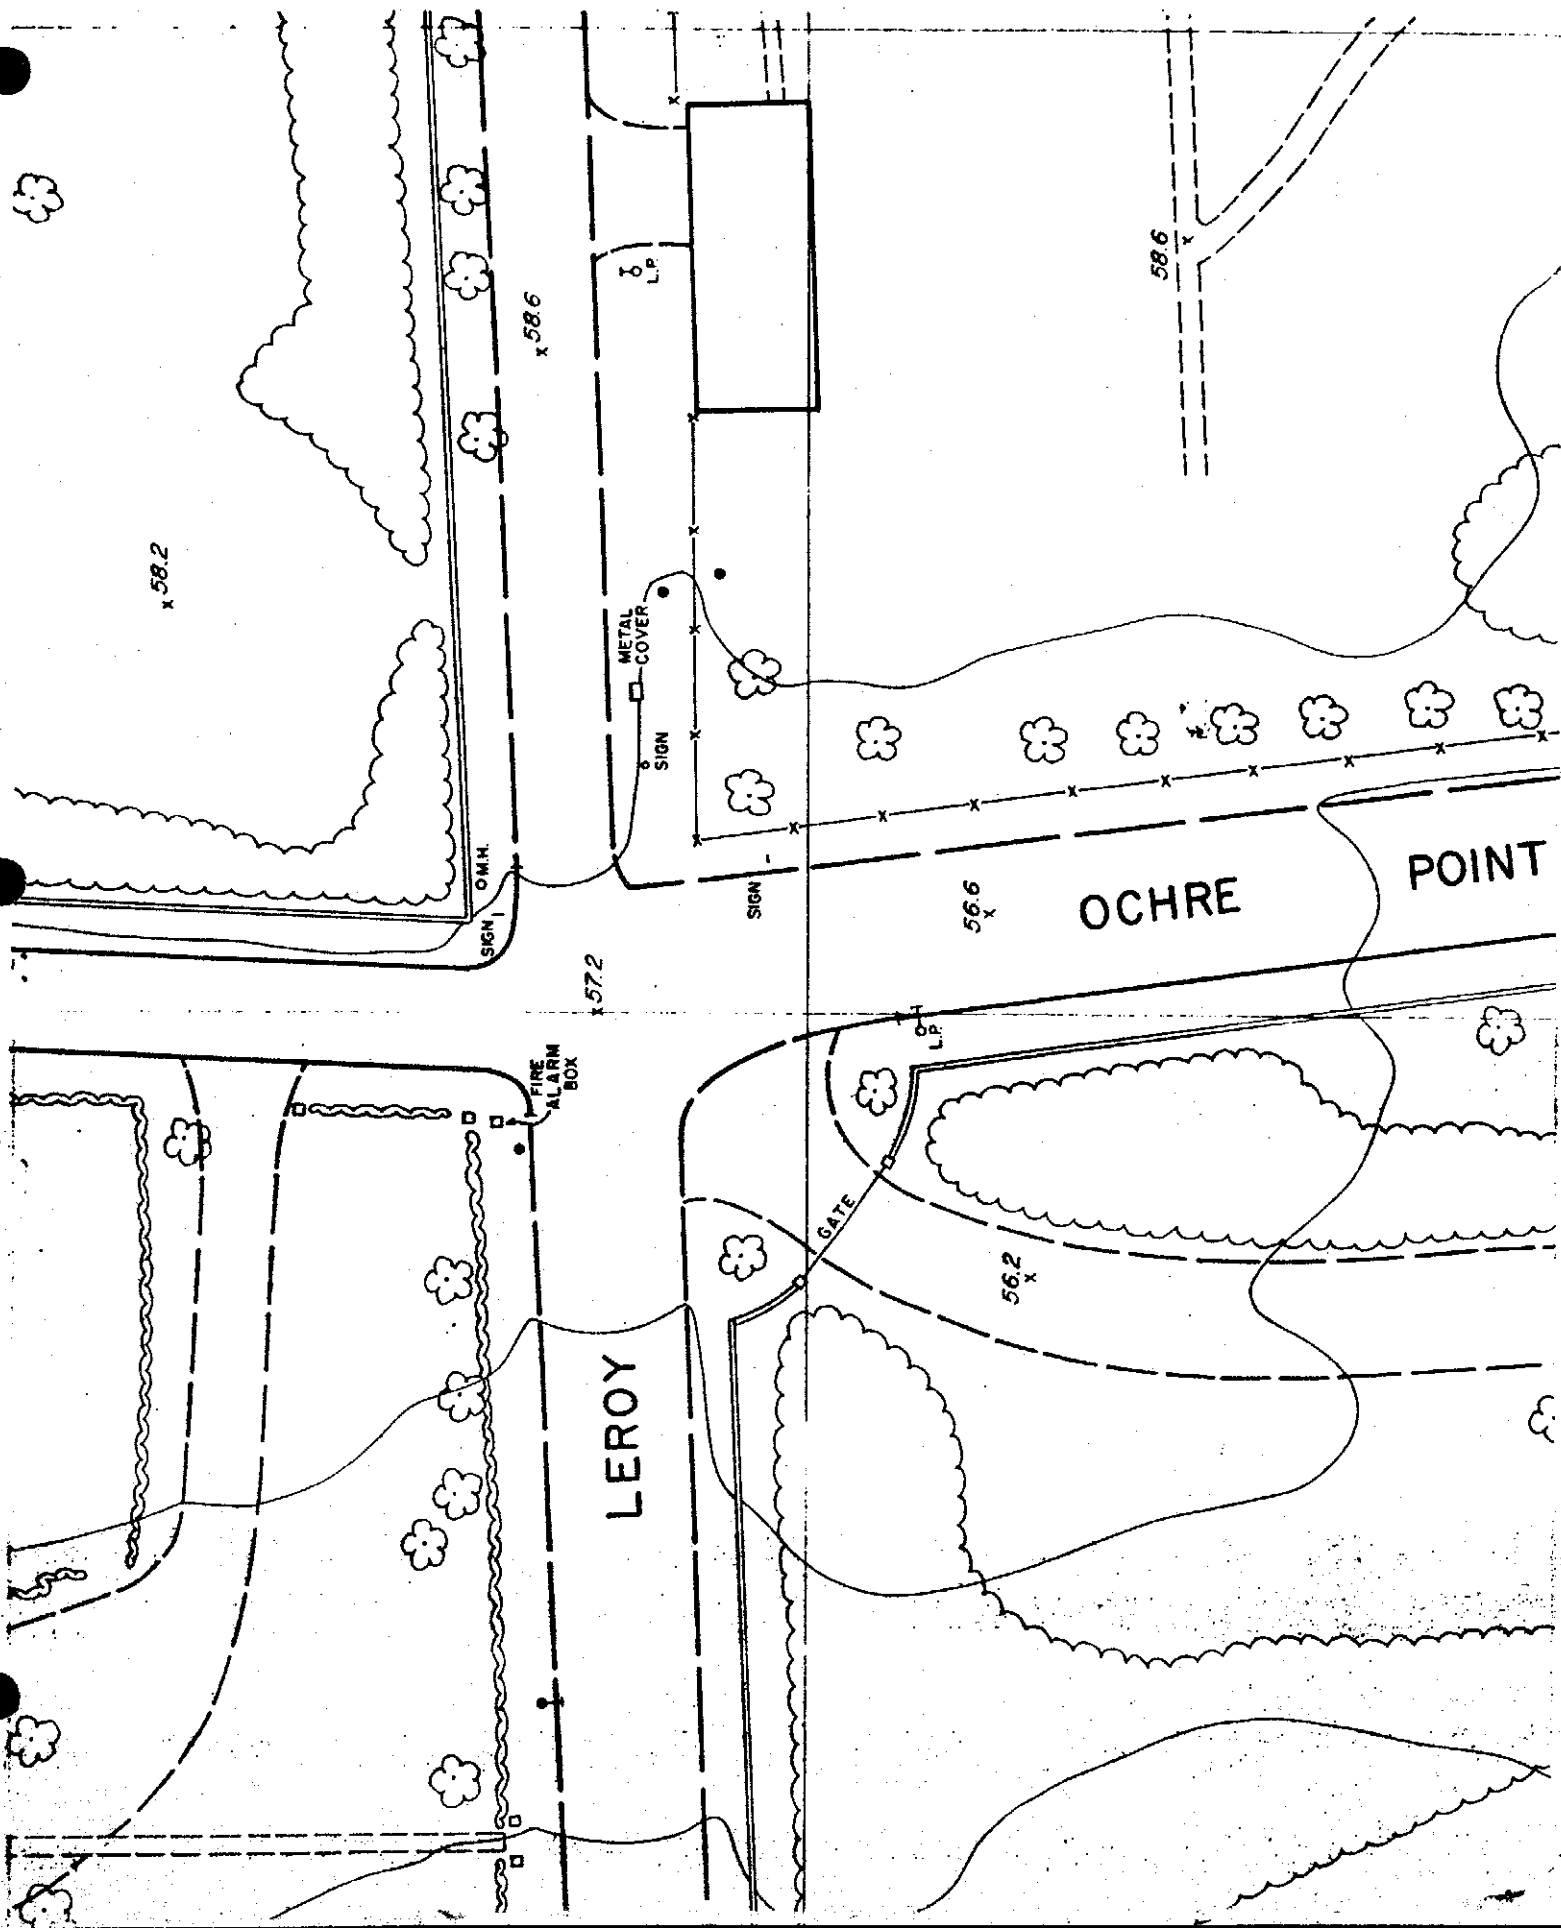 58.6
L.P.
58.6
58.2
METAL
COVER
SIGN
M.H.
SIGN
SIGN
56.6
OCHRE
POINT
57.2
L.P.
FIRE
ALARM
BOX
GATE
56.2
LEROY